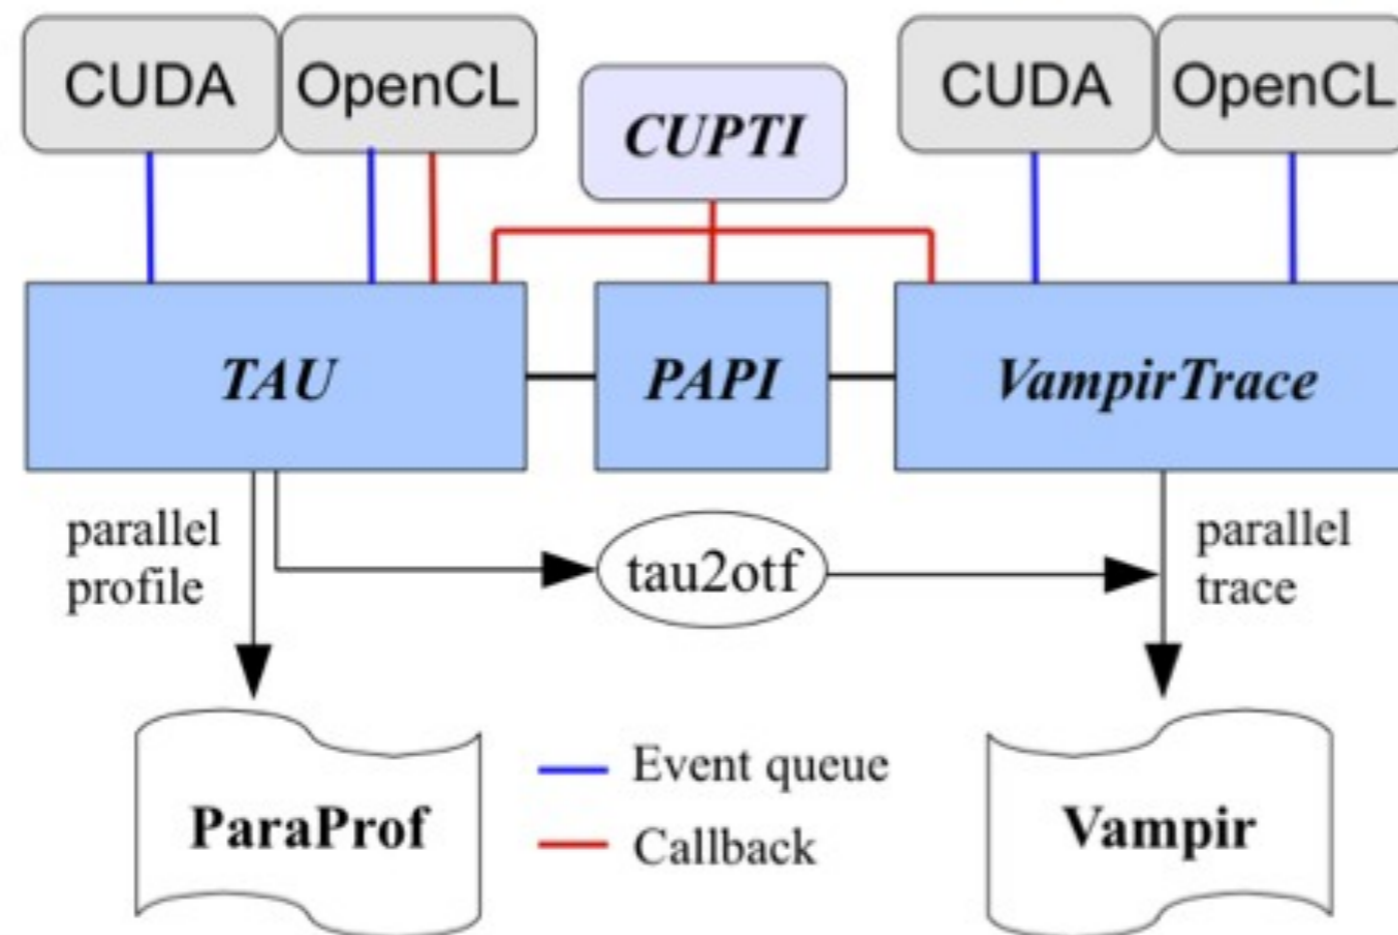 CUDA
OpenCL
CUPTI
CUDA
OpenCL
TAU
PAPI
VampirTrace
parallel
profile
tau2otf
parallel
trace
ParaProf
Event queue
Callback
Vampir